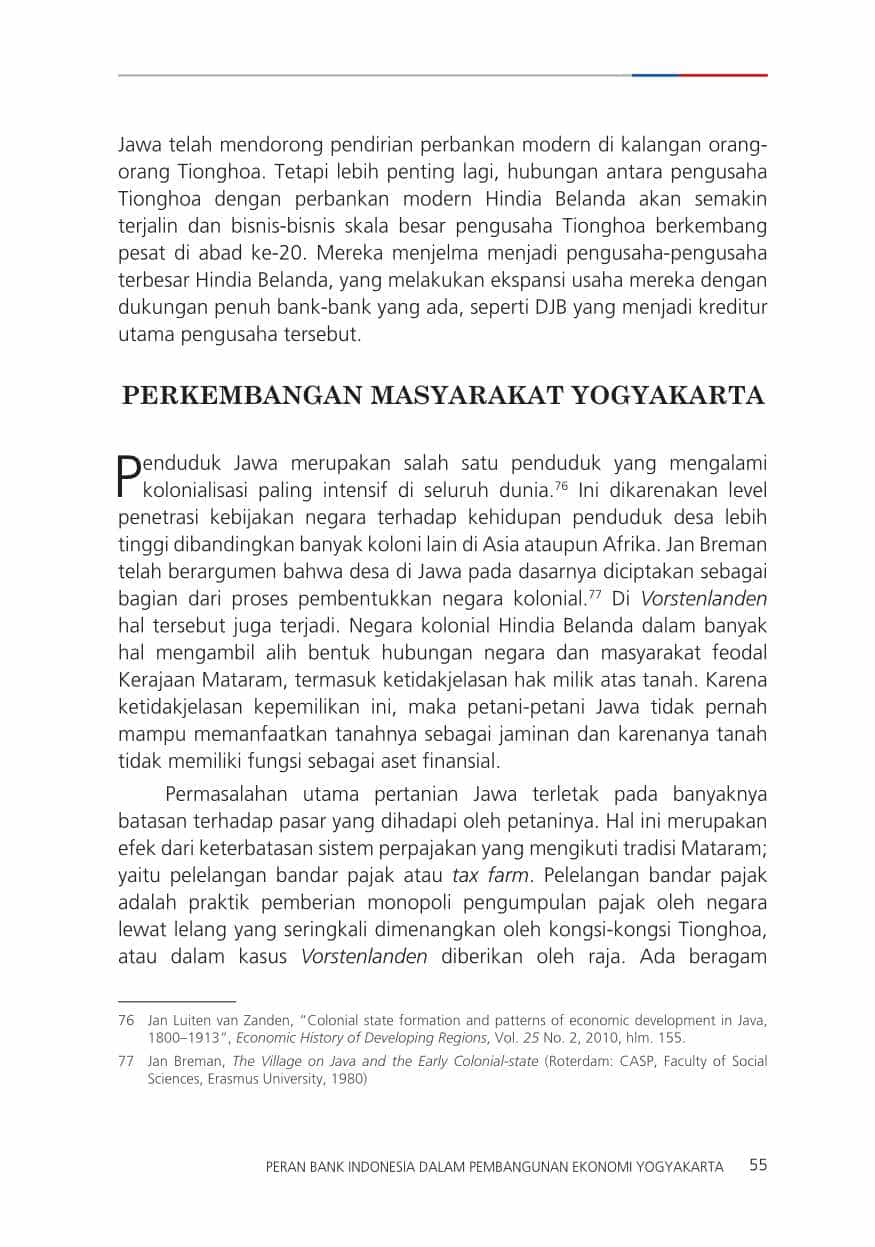 Jawa telah mendorong pendirian perbankan modern di kalangan orang-
orang Tionghoa. Tetapi lebih penting lagi, hubungan antara pengusaha
Tionghoa dengan perbankan modern Hindia Belanda akan semakin
terjalin dan bisnis-bisnis skala besar pengusaha Tionghoa berkembang
pesat di abad ke-20. Mereka menjelma menjadi pengusaha-pengusaha
terbesar Hindia Belanda, yang melakukan ekspansi usaha mereka dengan
dukungan penuh bank-bank yang ada, seperti DJB yang menjadi kreditur
utama pengusaha tersebut.
PERKEMBANGAN MASYARAKAT YOGYAKARTA
Penduduk Jawa merupakan salah satu penduduk yang mengalami
kolonialisasi paling intensif di seluruh dunia.76 Ini dikarenakan level
penetrasi kebijakan negara terhadap kehidupan penduduk desa lebih
tinggi dibandingkan banyak koloni lain di Asia ataupun Afrika. Jan Breman
telah berargumen bahwa desa di Jawa pada dasarnya diciptakan sebagai
bagian dari proses pembentukkan negara kolonial.77 Di Vorstenlanden
hal tersebut juga terjadi. Negara kolonial Hindia Belanda dalam banyak
hal mengambil alih bentuk hubungan negara dan masyarakat feodal
Kerajaan Mataram, termasuk ketidakjelasan hak milik atas tanah. Karena
ketidakjelasan kepemilikan ini, maka petani-petani Jawa tidak pernah
mampu memanfaatkan tanahnya sebagai jaminan dan karenanya tanah
tidak memiliki fungsi sebagai aset finansial.
Permasalahan utama pertanian Jawa terletak pada banyaknya
batasan terhadap pasar yang dihadapi oleh petaninya. Hal ini merupakan
efek dari keterbatasan sistem perpajakan yang mengikuti tradisi Mataram;
yaitu pelelangan bandar pajak atau tax farm. Pelelangan bandar pajak
adalah praktik pemberian monopoli pengumpulan pajak oleh negara
lewat lelang yang seringkali dimenangkan oleh kongsi-kongsi Tionghoa,
atau dalam kasus Vorstenlanden diberikan oleh raja. Ada beragam
76 Jan Luiten van Zanden, “Colonial state formation and patterns of economic development in Java,
1800–1913”, Economic History of Developing Regions, Vol. 25 No. 2, 2010, hlm. 155.
77 Jan Breman, The Village on Java and the Early Colonial-state (Roterdam: CASP, Faculty of Social
Sciences, Erasmus University, 1980)
PERAN BANK INDONESIA DALAM PEMBANGUNAN EKONOMI YOGYAKARTA 55